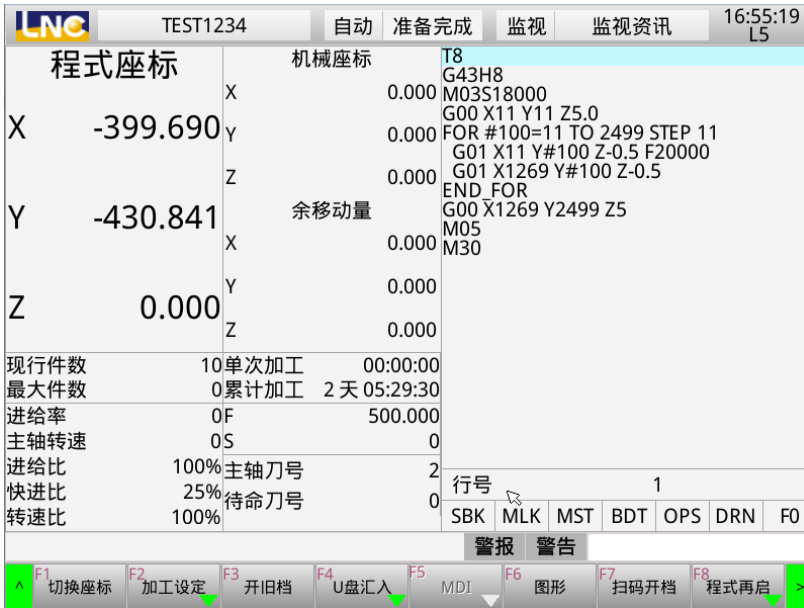 LNC TEST1234 自动 准备完成 监视 监视资讯 16:55:19
L5
程式座标
X -399.690
Y -430.841
Z 0.000
机械座标
X 0.000
Y 0.000
Z 0.000
余移动量
X 0.000
Y 0.000
Z 0.000
T8
G43H8
M03S18000
G00 X11 Y11 Z5.0
FOR #100=11 TO 2499 STEP 11
G01 X11 Y#100 Z-0.5 F20000
G01 X1269 Y#100 Z-0.5
END_FOR
G00 X1269 Y2499 Z5
M05
M30
现行件数 10 单次加工 00:00:00
最大件数 0 累计加工 2 天 05:29:30
进给率 0 F 500.000
主轴转速 0 S 0
进给比 100% 主轴刀号 2
快进比 25% 待命刀号 0
转速比 100%
行号 1
SBK MLK MST BDT OPS DRN F0
警报 警告
^ F1 切换座标 F2 加工设定 F3 开旧档 F4 U盘汇入 F5 MDI F6 图形 F7 扫码开档 F8 程式再启 >